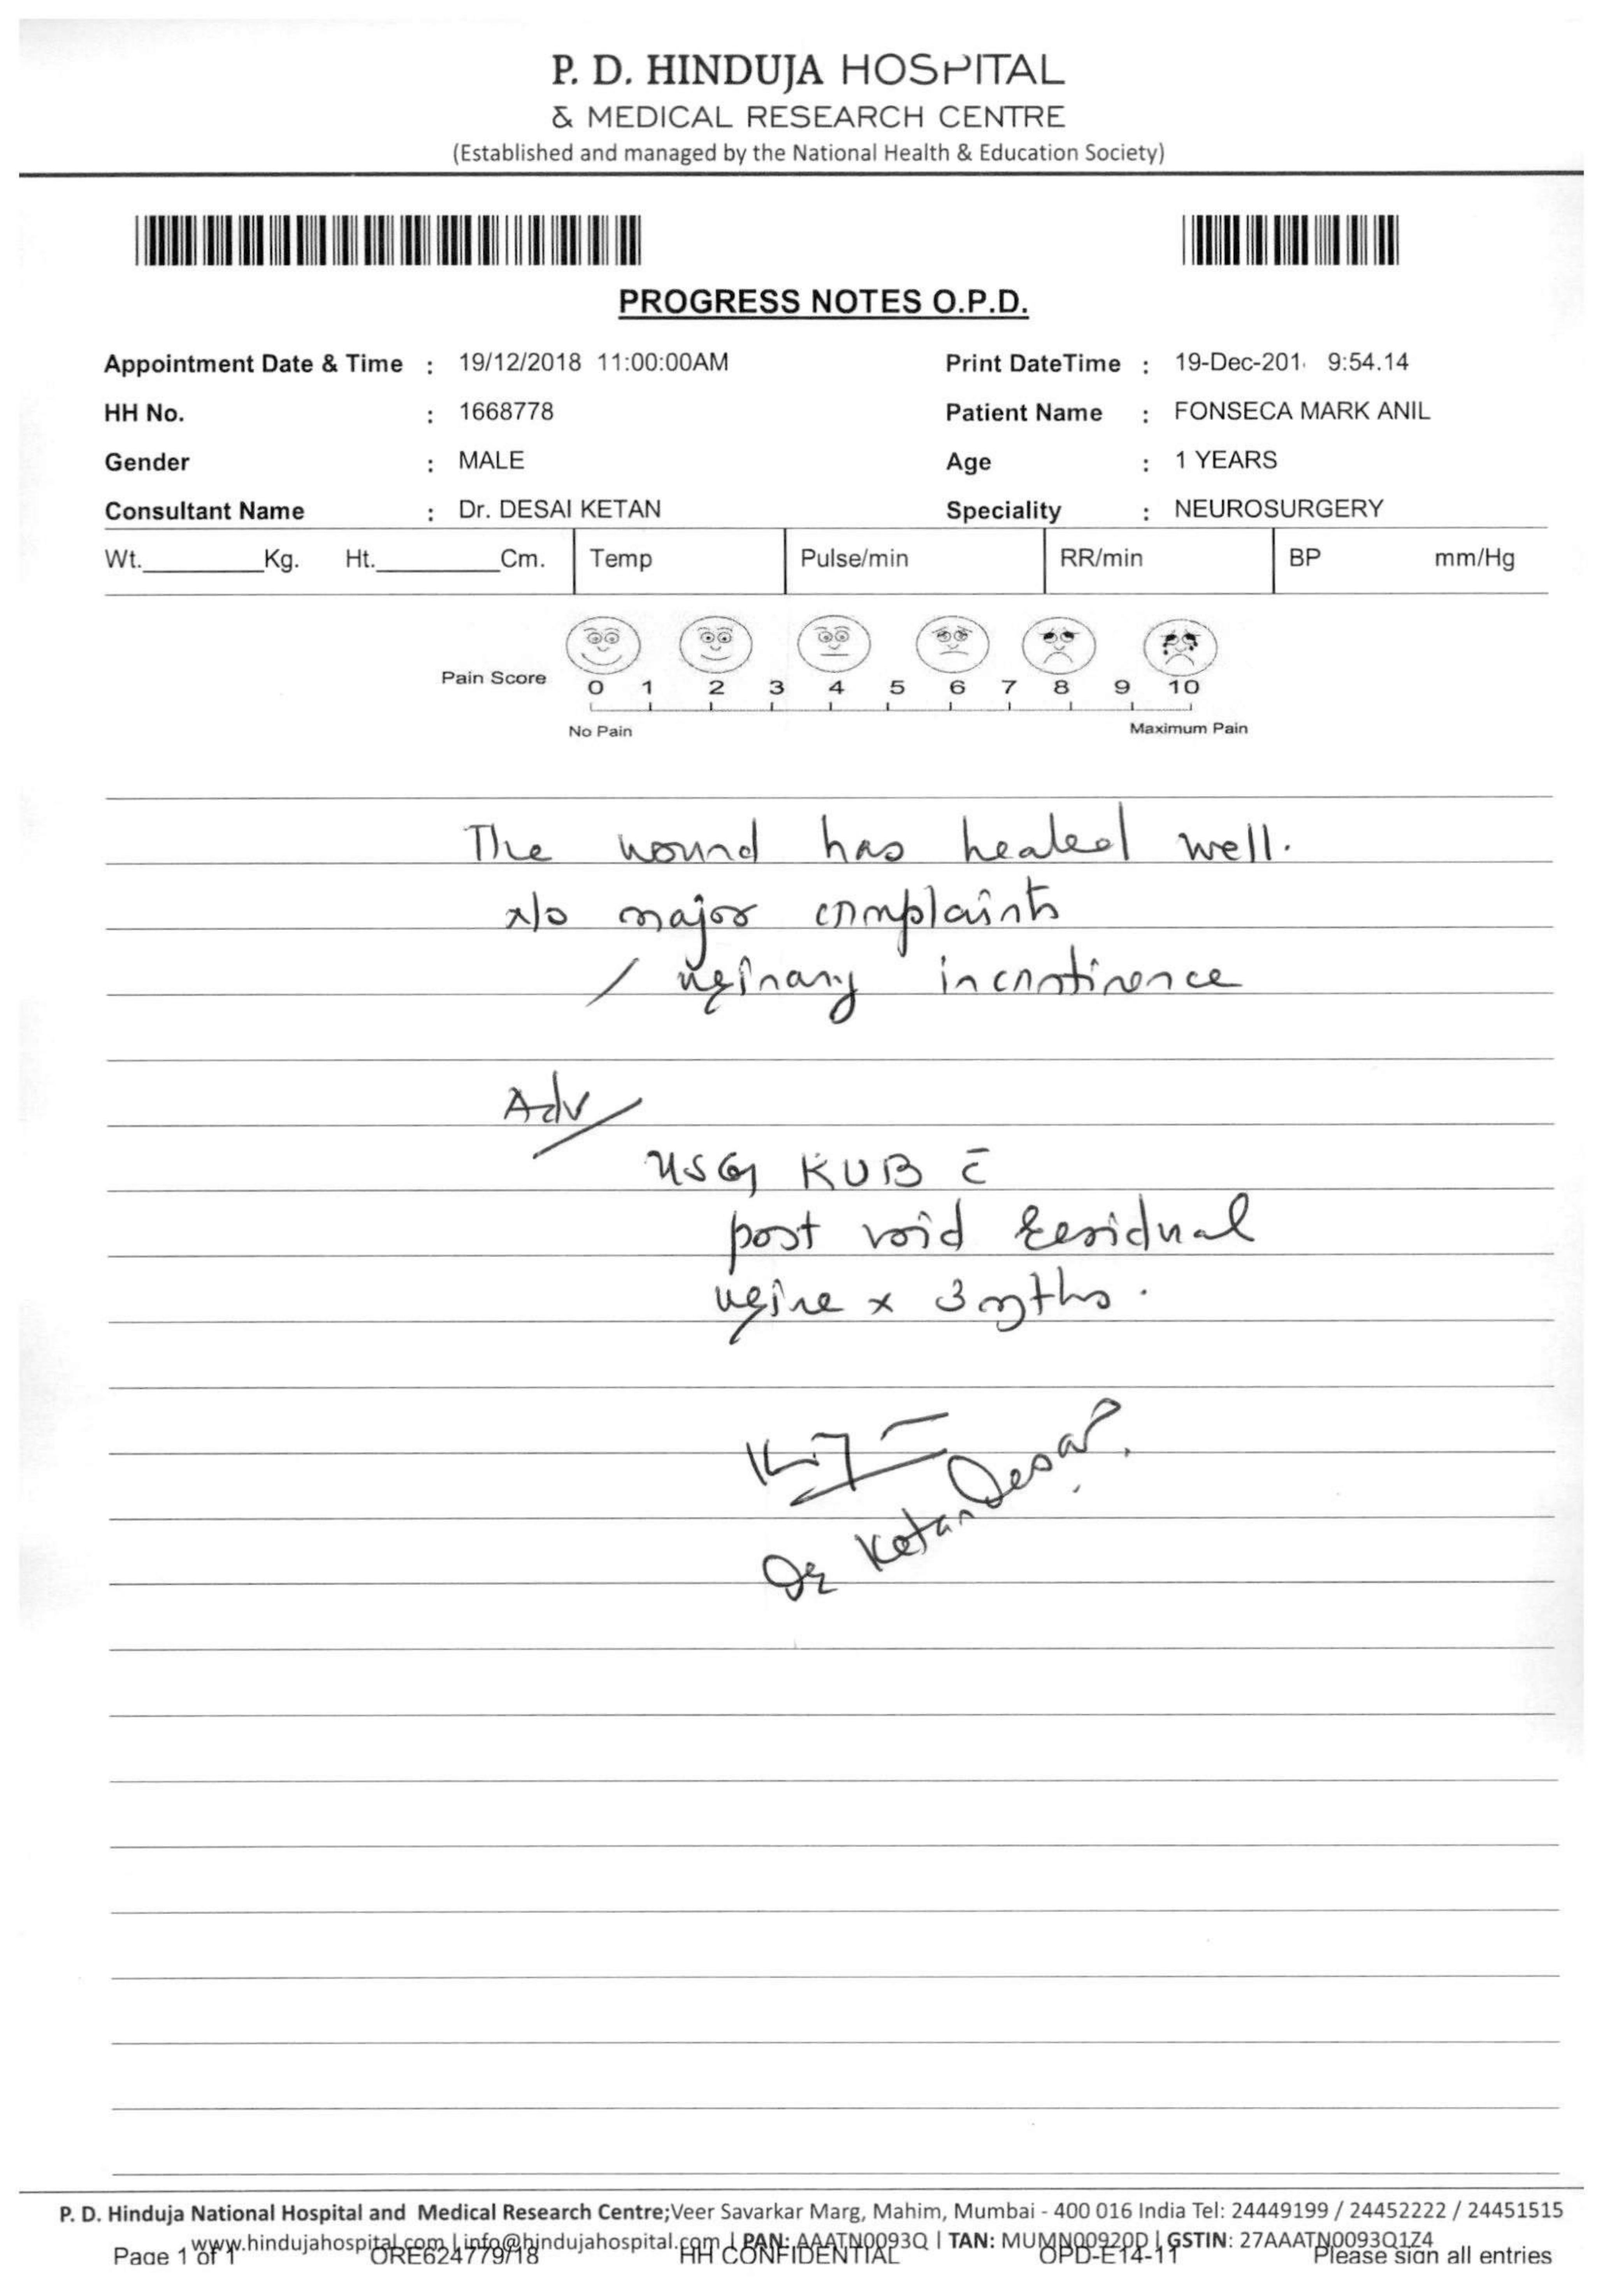 P. D. HINDUJA HOSPITAL
& MEDICAL RESEARCH CENTRE
(Established and managed by the National Health & Education Society)
PROGRESS NOTES O.P.D.
Appointment Date & Time : 19/12/2018 11:00:00AM Print DateTime : 19-Dec-201 9:54.14
HH No. : 1668778 Patient Name : FONSECA MARK ANIL
Gender : MALE Age : 1 YEARS
Consultant Name : Dr. DESAI KETAN Speciality : NEUROSURGERY
Wt. Kg. Ht. Cm. Temp Pulse/min RR/min BP mm/Hg
Pain Score 0 1 2 3 4 5 6 7 8 9 10
No Pain Maximum Pain
The wound has healed well.
n/o major complaints
/ urinary incontinence
Adv
USG KUB c̄
post void residual
urine x 3 mths.
Dr Ketan Desai
P. D. Hinduja National Hospital and Medical Research Centre;Veer Savarkar Marg, Mahim, Mumbai - 400 016 India Tel: 24449199 / 24452222 / 24451515
www.hindujahospital.com | info@hindujahospital.com | PAN: AAATN0093Q | TAN: MUMN00920D | GSTIN: 27AAATN0093Q1Z4
Page 1 of 1 ORE624779/18 HH CONFIDENTIAL OPD-E14-11 Please sign all entries